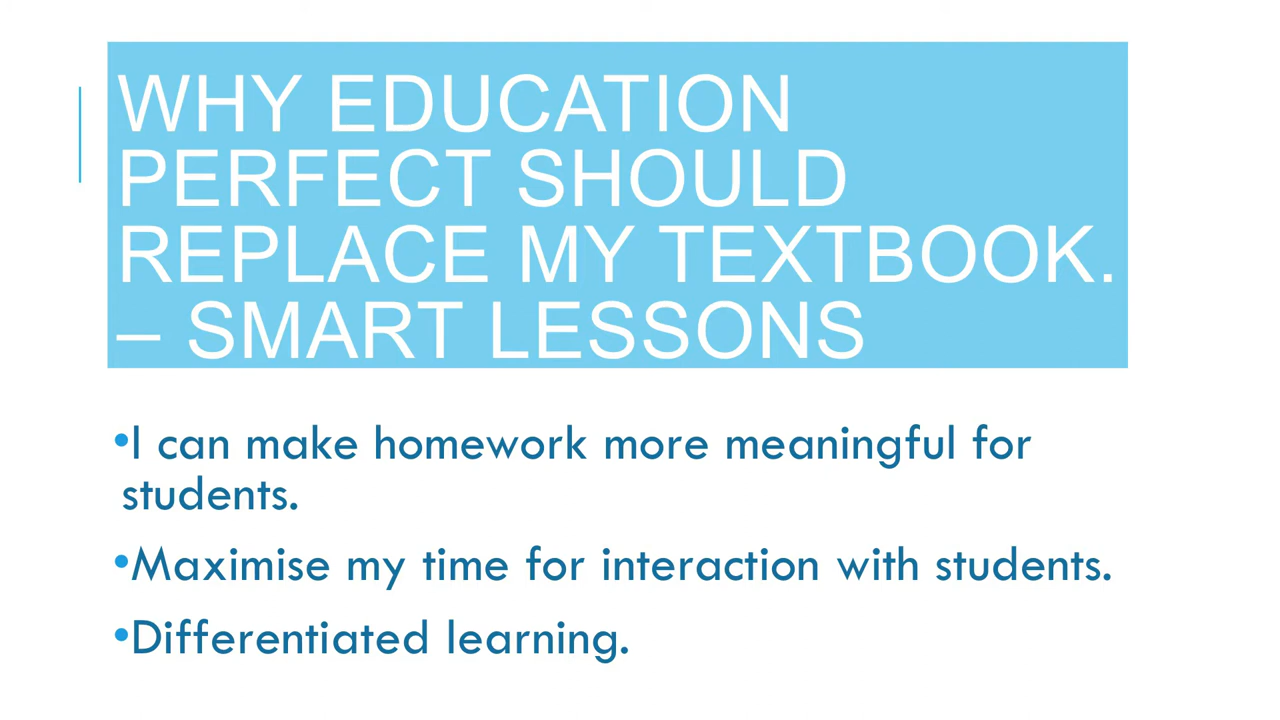 WHY EDUCATION
PERFECT SHOULD
REPLACE MY TEXTBOOK.
– SMART LESSONS
•I can make homework more meaningful for
students.
•Maximise my time for interaction with students.
•Differentiated learning.